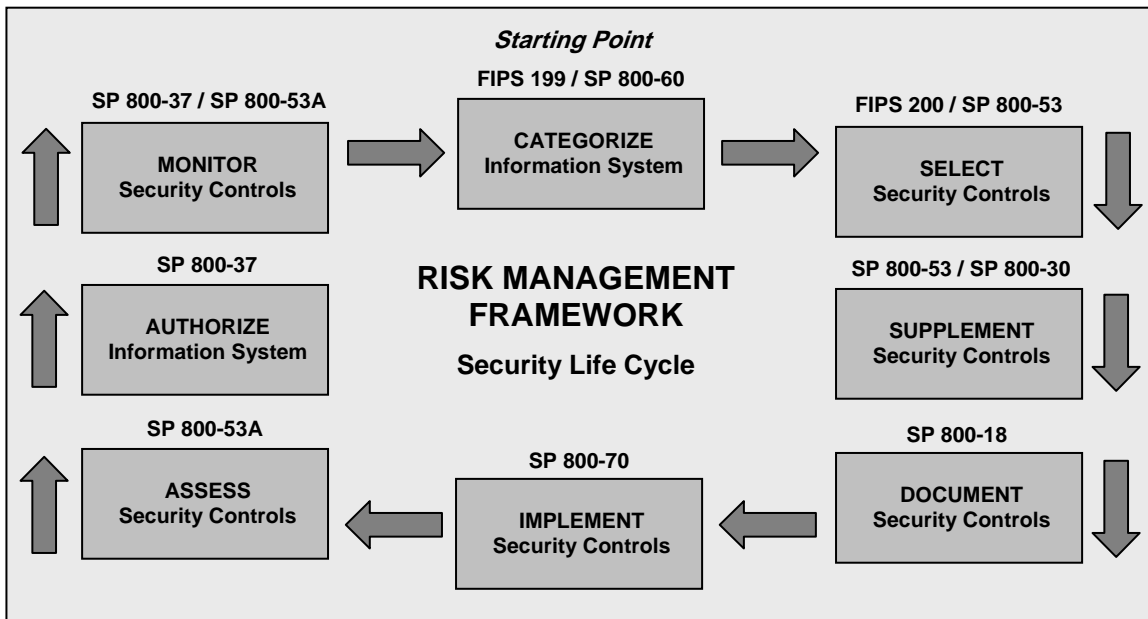 Starting Point
FIPS 199 / SP 800-60
CATEGORIZE
Information System
FIPS 200 / SP 800-53
SELECT
Security Controls
SP 800-53 / SP 800-30
SUPPLEMENT
Security Controls
SP 800-18
DOCUMENT
Security Controls
SP 800-70
IMPLEMENT
Security Controls
SP 800-53A
ASSESS
Security Controls
SP 800-37
AUTHORIZE
Information System
SP 800-37 / SP 800-53A
MONITOR
Security Controls
RISK MANAGEMENT
FRAMEWORK
Security Life Cycle